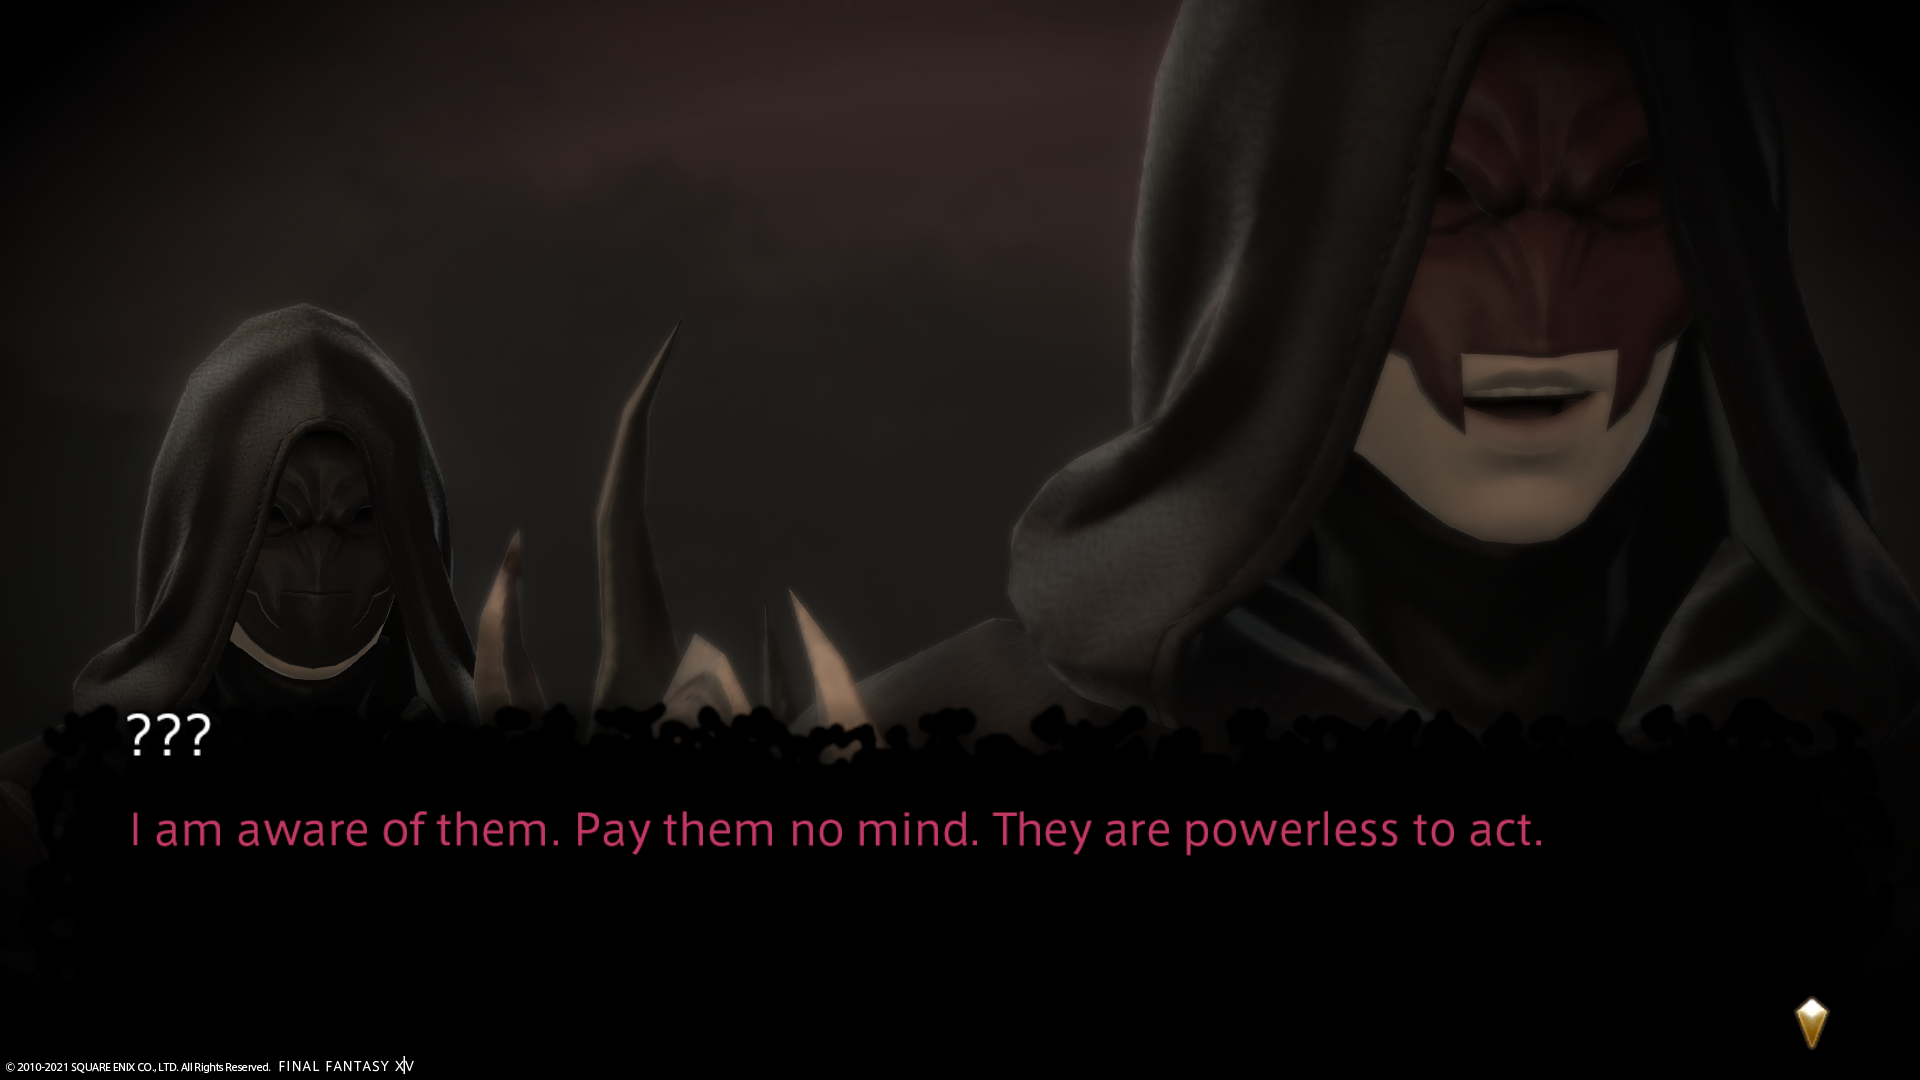 ???
I am aware of them. Pay them no mind. They are powerless to act.
© 2010-2021 SQUARE ENIX CO., LTD. All Rights Reserved. FINAL FANTASY XIV